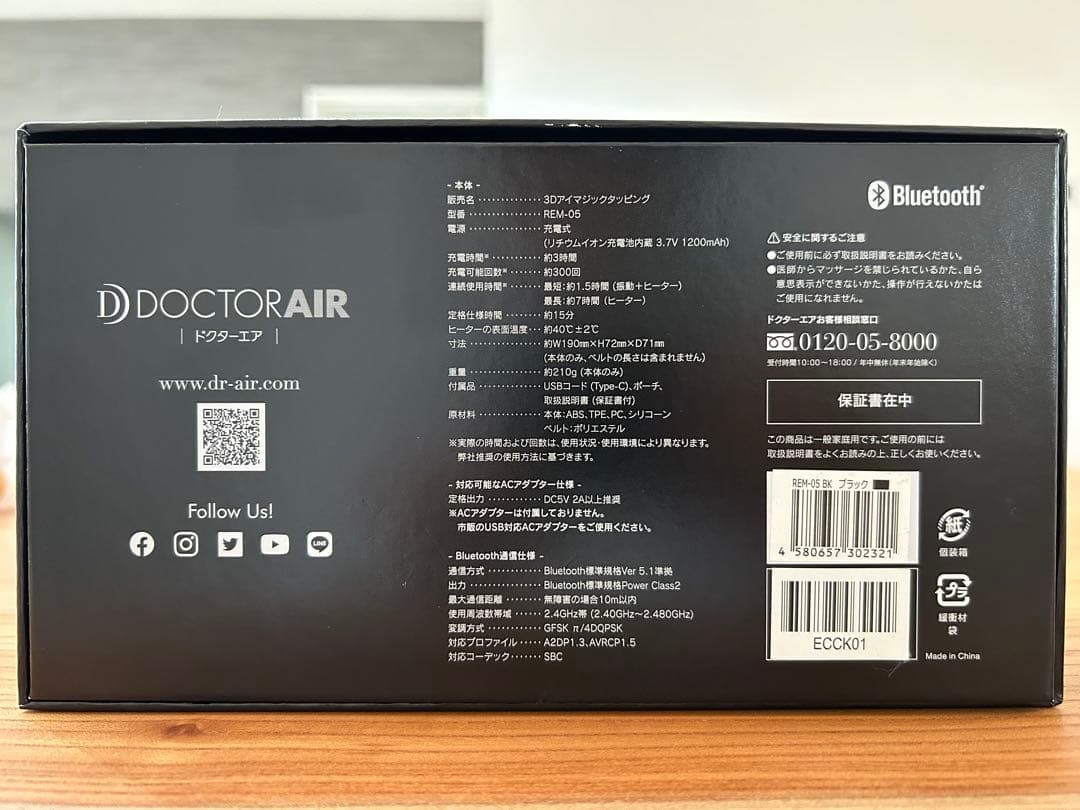 DOCTORAIR
| ドクターエア |
www.dr-air.com
Follow Us!
LINE
- 本体 -
販売名 ·············· 3Dアイマジックタッピング
型番 ················ REM-05
電源 ················ 充電式
(リチウムイオン充電池内蔵 3.7V 1200mAh)
充電時間※ ·········· 約3時間
充電可能回数※ ······ 約300回
連続使用時間※ ······ 最短:約1.5時間 (振動+ヒーター)
最長:約7時間 (ヒーター)
定格仕様時間 ······· 約15分
ヒーターの表面温度··· 約40℃±2℃
寸法 ··············· 約W190mm×H72mm×D71mm
(本体のみ、ベルトの長さは含まれません)
重量 ··············· 約210g (本体のみ)
付属品 ············· USBコード (Type-C)、ポーチ、
取扱説明書 (保証書付)
原材料 ············· 本体:ABS、TPE、PC、シリコーン
ベルト:ポリエステル
※実際の時間および回数は、使用状況・使用環境により異なります。
弊社推奨の使用方法に基づきます。
- 対応可能なACアダプター仕様 -
定格出力 ············ DC5V 2A以上推奨
※ACアダプターは付属しておりません。
市販のUSB対応ACアダプターをご使用ください。
- Bluetooth通信仕様 -
通信方式 ············ Bluetooth標準規格Ver 5.1準拠
出力 ················ Bluetooth標準規格Power Class2
最大通信距離 ······· 無障害の場合10m以内
使用周波数帯域 ······ 2.4GHz帯 (2.40GHz〜2.480GHz)
変調方式 ············ GFSK π/4DQPSK
対応プロファイル ····· A2DP1.3、AVRCP1.5
対応コーデック······· SBC
Bluetooth®
⚠ 安全に関するご注意
●ご使用前に必ず取扱説明書をお読みください。
●医師からマッサージを禁じられているかた、自ら
意思表示ができないかた、操作が行えないかたは
ご使用になれません。
ドクターエアお客様相談窓口
0120-05-8000
受付時間10:00〜18:00 / 年中無休(年末年始除く)
保証書在中
この商品は一般家庭用です。ご使用の前には
取扱説明書をよくお読みの上、正しくお使いください。
REM-05 BK ブラック
4 580657 302321
ECCK01
紙
個装箱
プラ
緩衝材
袋
Made in China